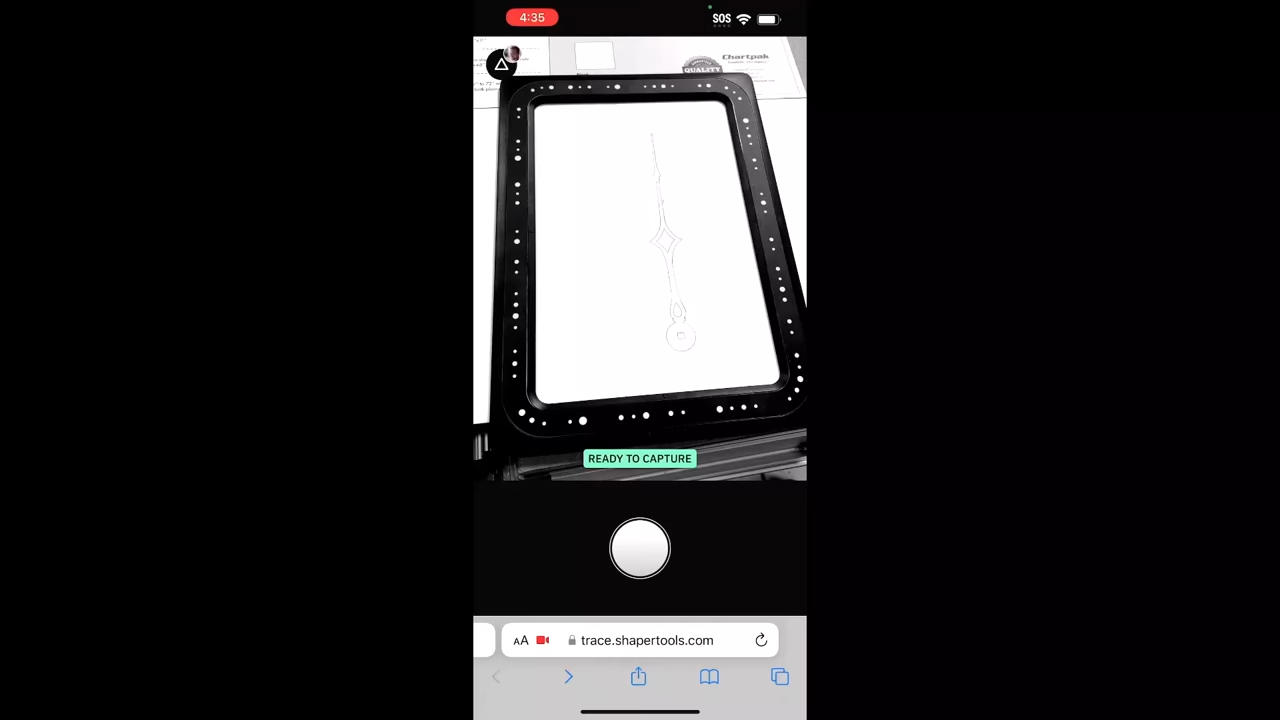 4:35
SOS
Chartpak
QUALITY
READY TO CAPTURE
AA
trace.shapertools.com